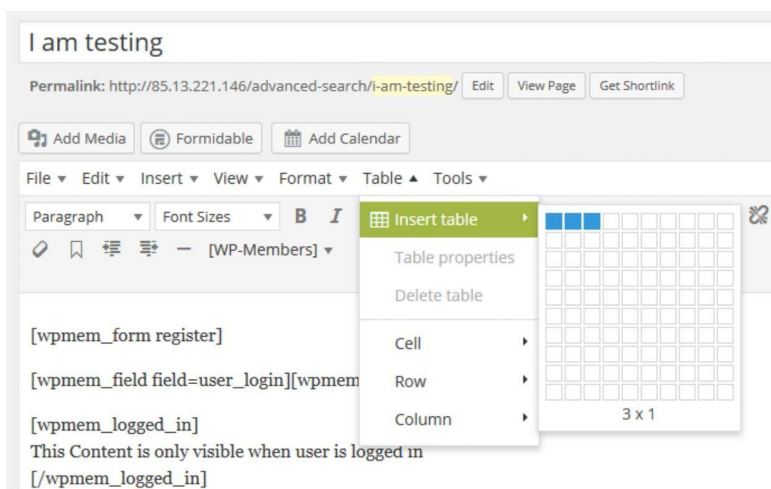 I am testing
Permalink: http://85.13.221.146/advanced-search/i-am-testing/ Edit View Page Get Shortlink
Add Media Formidable Add Calendar
File Edit Insert View Format Table Tools
Paragraph Font Sizes B I Insert table
[WP-Members] Table properties
Delete table
[wpmem_form register] Cell
[wpmem_field field=user_login][wpmem Row
[wpmem_logged_in] Column 3 x 1
This Content is only visible when user is logged in
[/wpmem_logged_in]